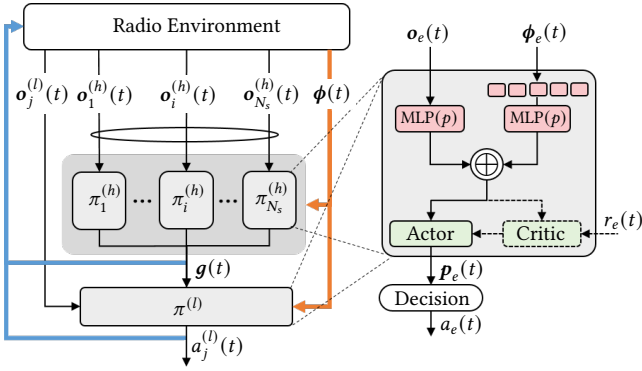 Radio Environment
o_j^{(l)}(t) o_1^{(h)}(t) o_i^{(h)}(t) o_{N_s}^{(h)}(t) ϕ(t)
π_1^{(h)} ··· π_i^{(h)} ··· π_{N_s}^{(h)}
g(t)
π^{(l)}
a_j^{(l)}(t)
o_e(t) ϕ_e(t)
MLP(p) MLP(p)
r_e(t)
Actor Critic
p_e(t)
Decision
a_e(t)